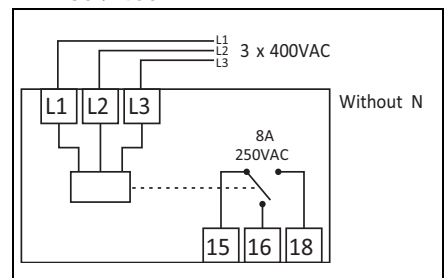 L1
L2 3 x 400VAC
L3
L1 L2 L3 Without N
8A
250VAC
15 16 18